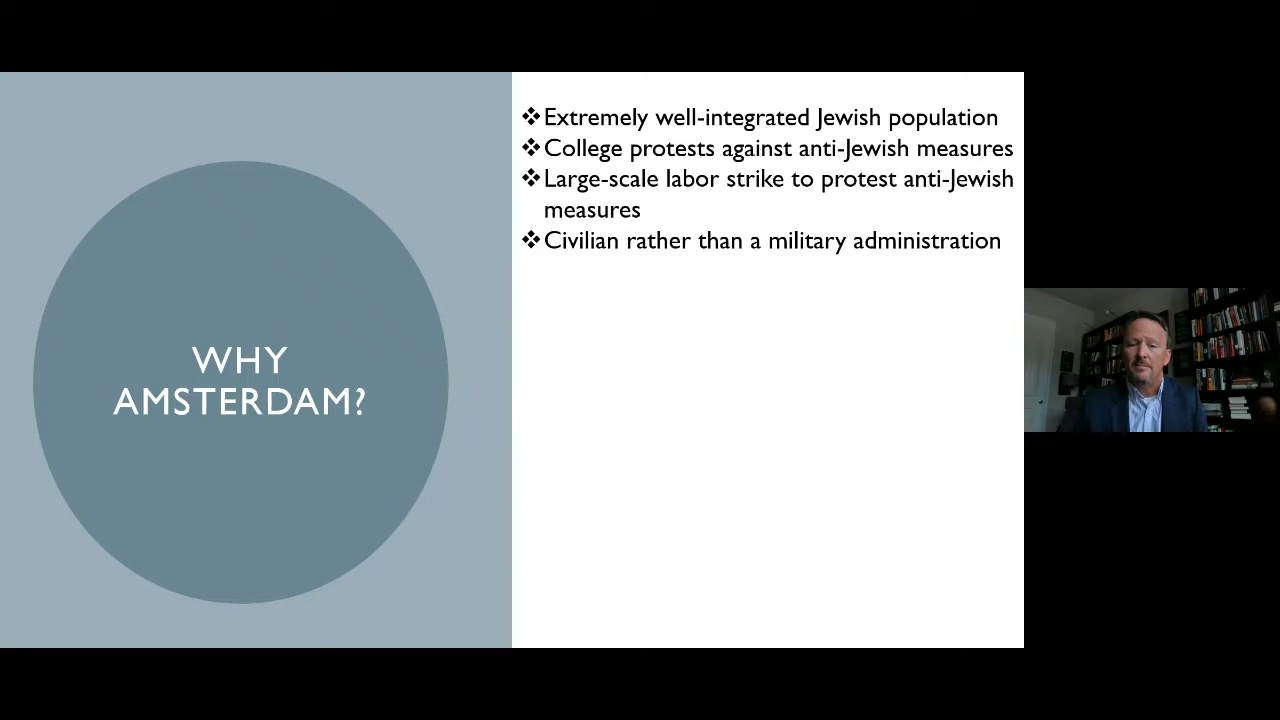 WHY
AMSTERDAM?
❖Extremely well-integrated Jewish population
❖College protests against anti-Jewish measures
❖Large-scale labor strike to protest anti-Jewish
measures
❖Civilian rather than a military administration